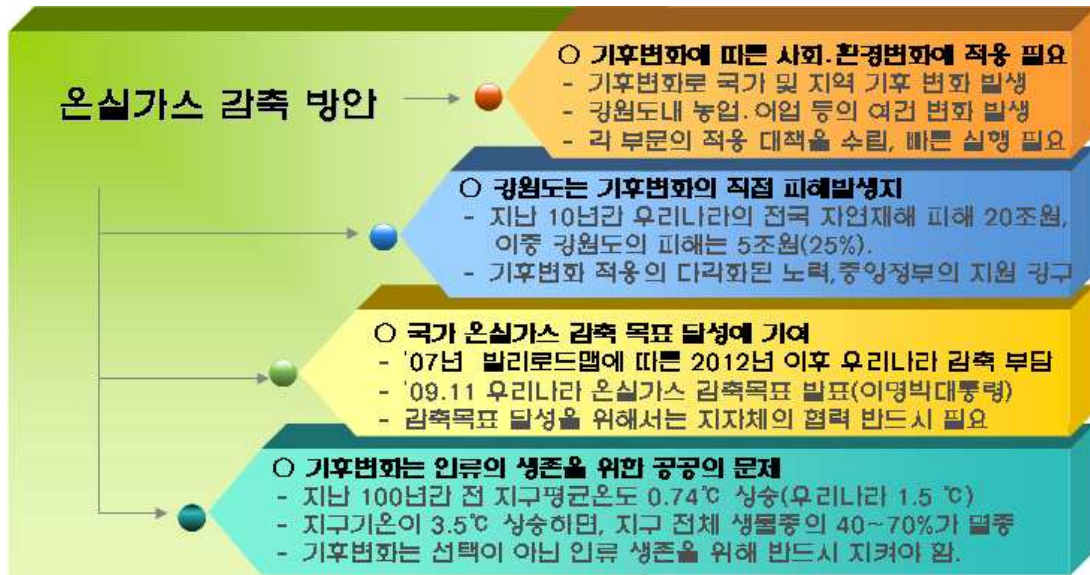 온실가스 감축 방안
○ 기후변화에 따른 사회.환경변화에 적응 필요
- 기후변화로 국가 및 지역 기후 변화 발생
- 강원도내 농업.어업 등의 여건 변화 발생
- 각 부문의 적응 대책을 수립, 빠른 실행 필요
○ 강원도는 기후변화의 직접 피해발생지
- 지난 10년간 우리나라의 전국 자연재해 피해 20조원,
이중 강원도의 피해는 5조원(25%).
- 기후변화 적응의 다각화된 노력,중앙정부의 지원 강구
○ 국가 온실가스 감축 목표 달성에 기여
- '07년 발리로드맵에 따른 2012년 이후 우리나라 감축 부담
- '09.11 우리나라 온실가스 감축목표 발표(이명박대통령)
- 감축목표 달성을 위해서는 지자체의 협력 반드시 필요
○ 기후변화는 인류의 생존을 위한 공공의 문제
- 지난 100년간 전 지구평균온도 0.74℃ 상승(우리나라 1.5 ℃)
- 지구기온이 3.5℃ 상승하면, 지구 전체 생물종의 40~70%가 멸종
- 기후변화는 선택이 아닌 인류 생존을 위해 반드시 지켜야 함.